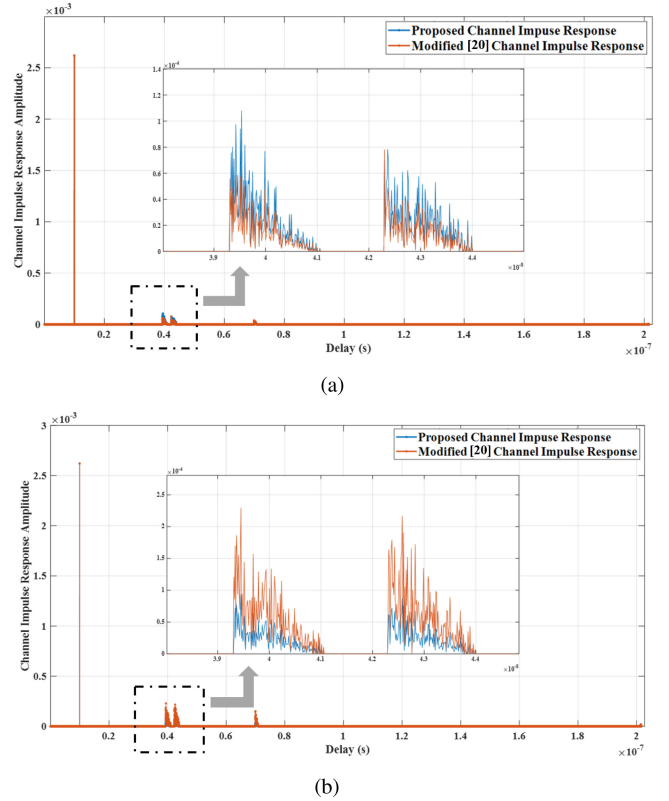 ×10⁻³
Proposed Channel Impuse Response
Modified [20] Channel Impulse Response
Channel Impulse Response Amplitude
2.5
2
1.5
1
0.5
0
×10⁻⁴
1.4
1.2
1
0.8
0.6
0.4
0.2
0
3.9 4 4.1 4.2 4.3 4.4
×10⁻⁸
0.2 0.4 0.6 0.8 1 1.2 1.4 1.6 1.8 2
Delay (s)
×10⁻⁷
(a)
×10⁻³
Proposed Channel Impuse Response
Modified [20] Channel Impulse Response
Channel Impulse Response Amplitude
3
2.5
2
1.5
1
0.5
0
×10⁻⁴
2.5
2
1.5
1
0.5
0
3.9 4 4.1 4.2 4.3 4.4
×10⁻⁸
0.2 0.4 0.6 0.8 1 1.2 1.4 1.6 1.8 2
Delay (s)
×10⁻⁷
(b)